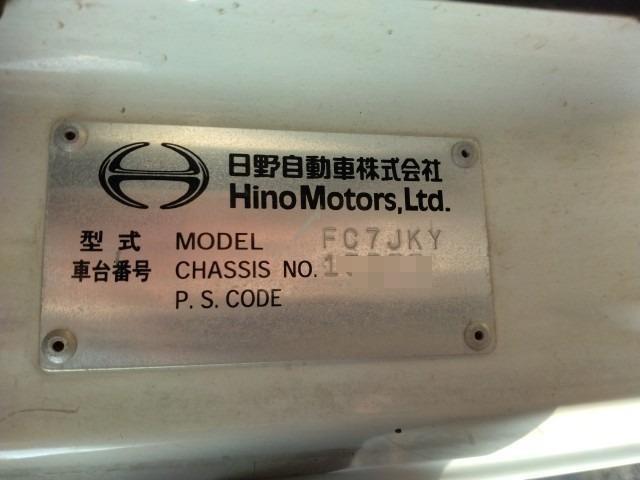 日野自動車株式会社
Hino Motors, Ltd.
型式 MODEL FC7JKY
車台番号 CHASSIS NO.
P.S. CODE